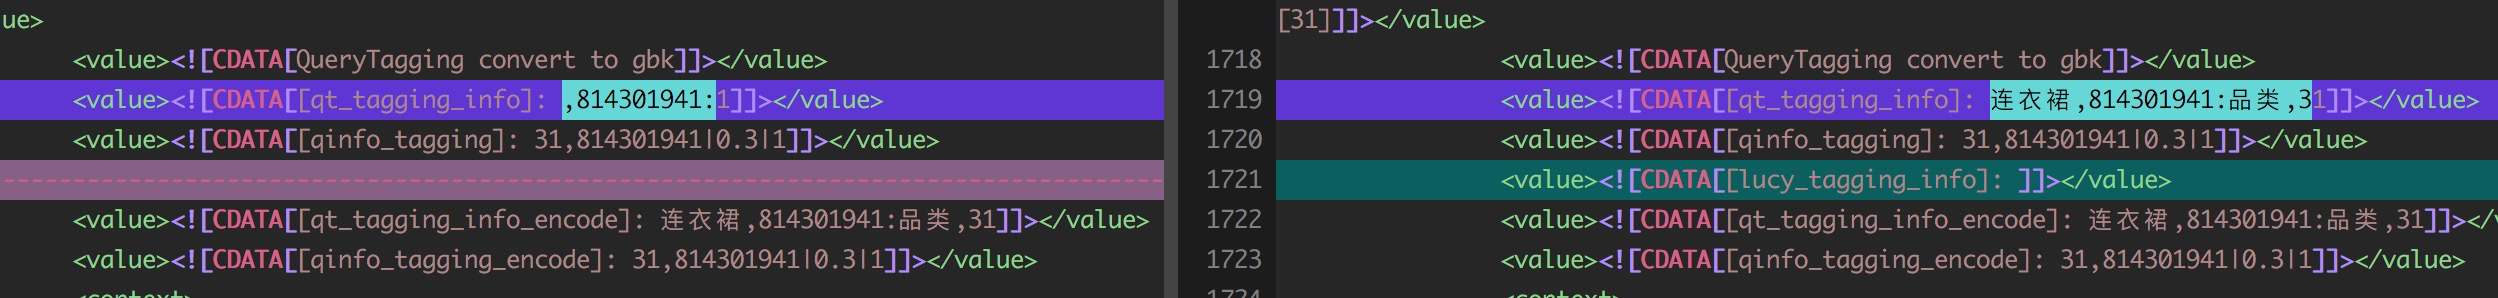 ue>
<value><![CDATA[QueryTagging convert to gbk]]></value>
<value><![CDATA[[qt_tagging_info]: ,814301941:1]]></value>
<value><![CDATA[[qinfo_tagging]: 31,814301941|0.3|1]]></value>
<value><![CDATA[[qt_tagging_info_encode]: 连衣裙,814301941:品类,31]]></value>
<value><![CDATA[[qinfo_tagging_encode]: 31,814301941|0.3|1]]></value>
<context>
[31]]]></value>
1718 <value><![CDATA[QueryTagging convert to gbk]]></value>
1719 <value><![CDATA[[qt_tagging_info]: 连衣裙,814301941:品类,31]]></value>
1720 <value><![CDATA[[qinfo_tagging]: 31,814301941|0.3|1]]></value>
1721 <value><![CDATA[[lucy_tagging_info]: ]]></value>
1722 <value><![CDATA[[qt_tagging_info_encode]: 连衣裙,814301941:品类,31]]></v
1723 <value><![CDATA[[qinfo_tagging_encode]: 31,814301941|0.3|1]]></value>
1724 <context>